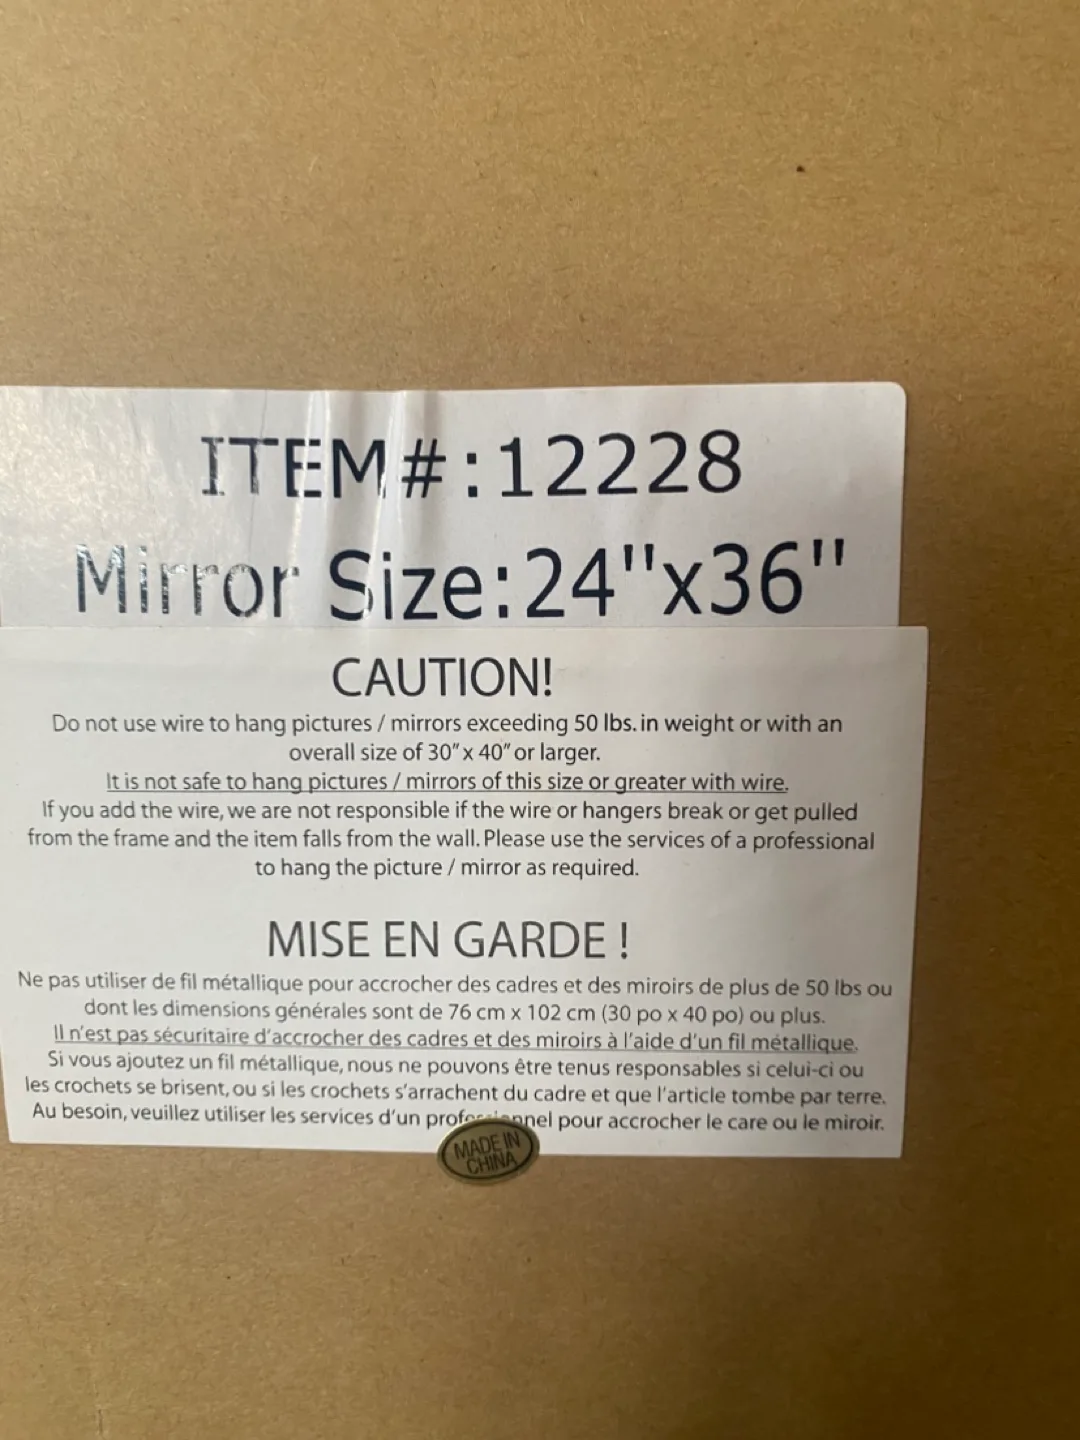 ITEM#:12228
Mirror Size:24"x36"
CAUTION!
Do not use wire to hang pictures / mirrors exceeding 50 lbs. in weight or with an
overall size of 30" x 40" or larger.
It is not safe to hang pictures / mirrors of this size or greater with wire.
If you add the wire, we are not responsible if the wire or hangers break or get pulled
from the frame and the item falls from the wall. Please use the services of a professional
to hang the picture / mirror as required.
MISE EN GARDE !
Ne pas utiliser de fil métallique pour accrocher des cadres et des miroirs de plus de 50 lbs ou
dont les dimensions générales sont de 76 cm x 102 cm (30 po x 40 po) ou plus.
Il n'est pas sécuritaire d'accrocher des cadres et des miroirs à l'aide d'un fil métallique.
Si vous ajoutez un fil métallique, nous ne pouvons être tenus responsables si celui-ci ou
les crochets se brisent, ou si les crochets s'arrachent du cadre et que l'article tombe par terre.
Au besoin, veuillez utiliser les services d'un professionnel pour accrocher le care ou le miroir.
MADE IN
CHINA